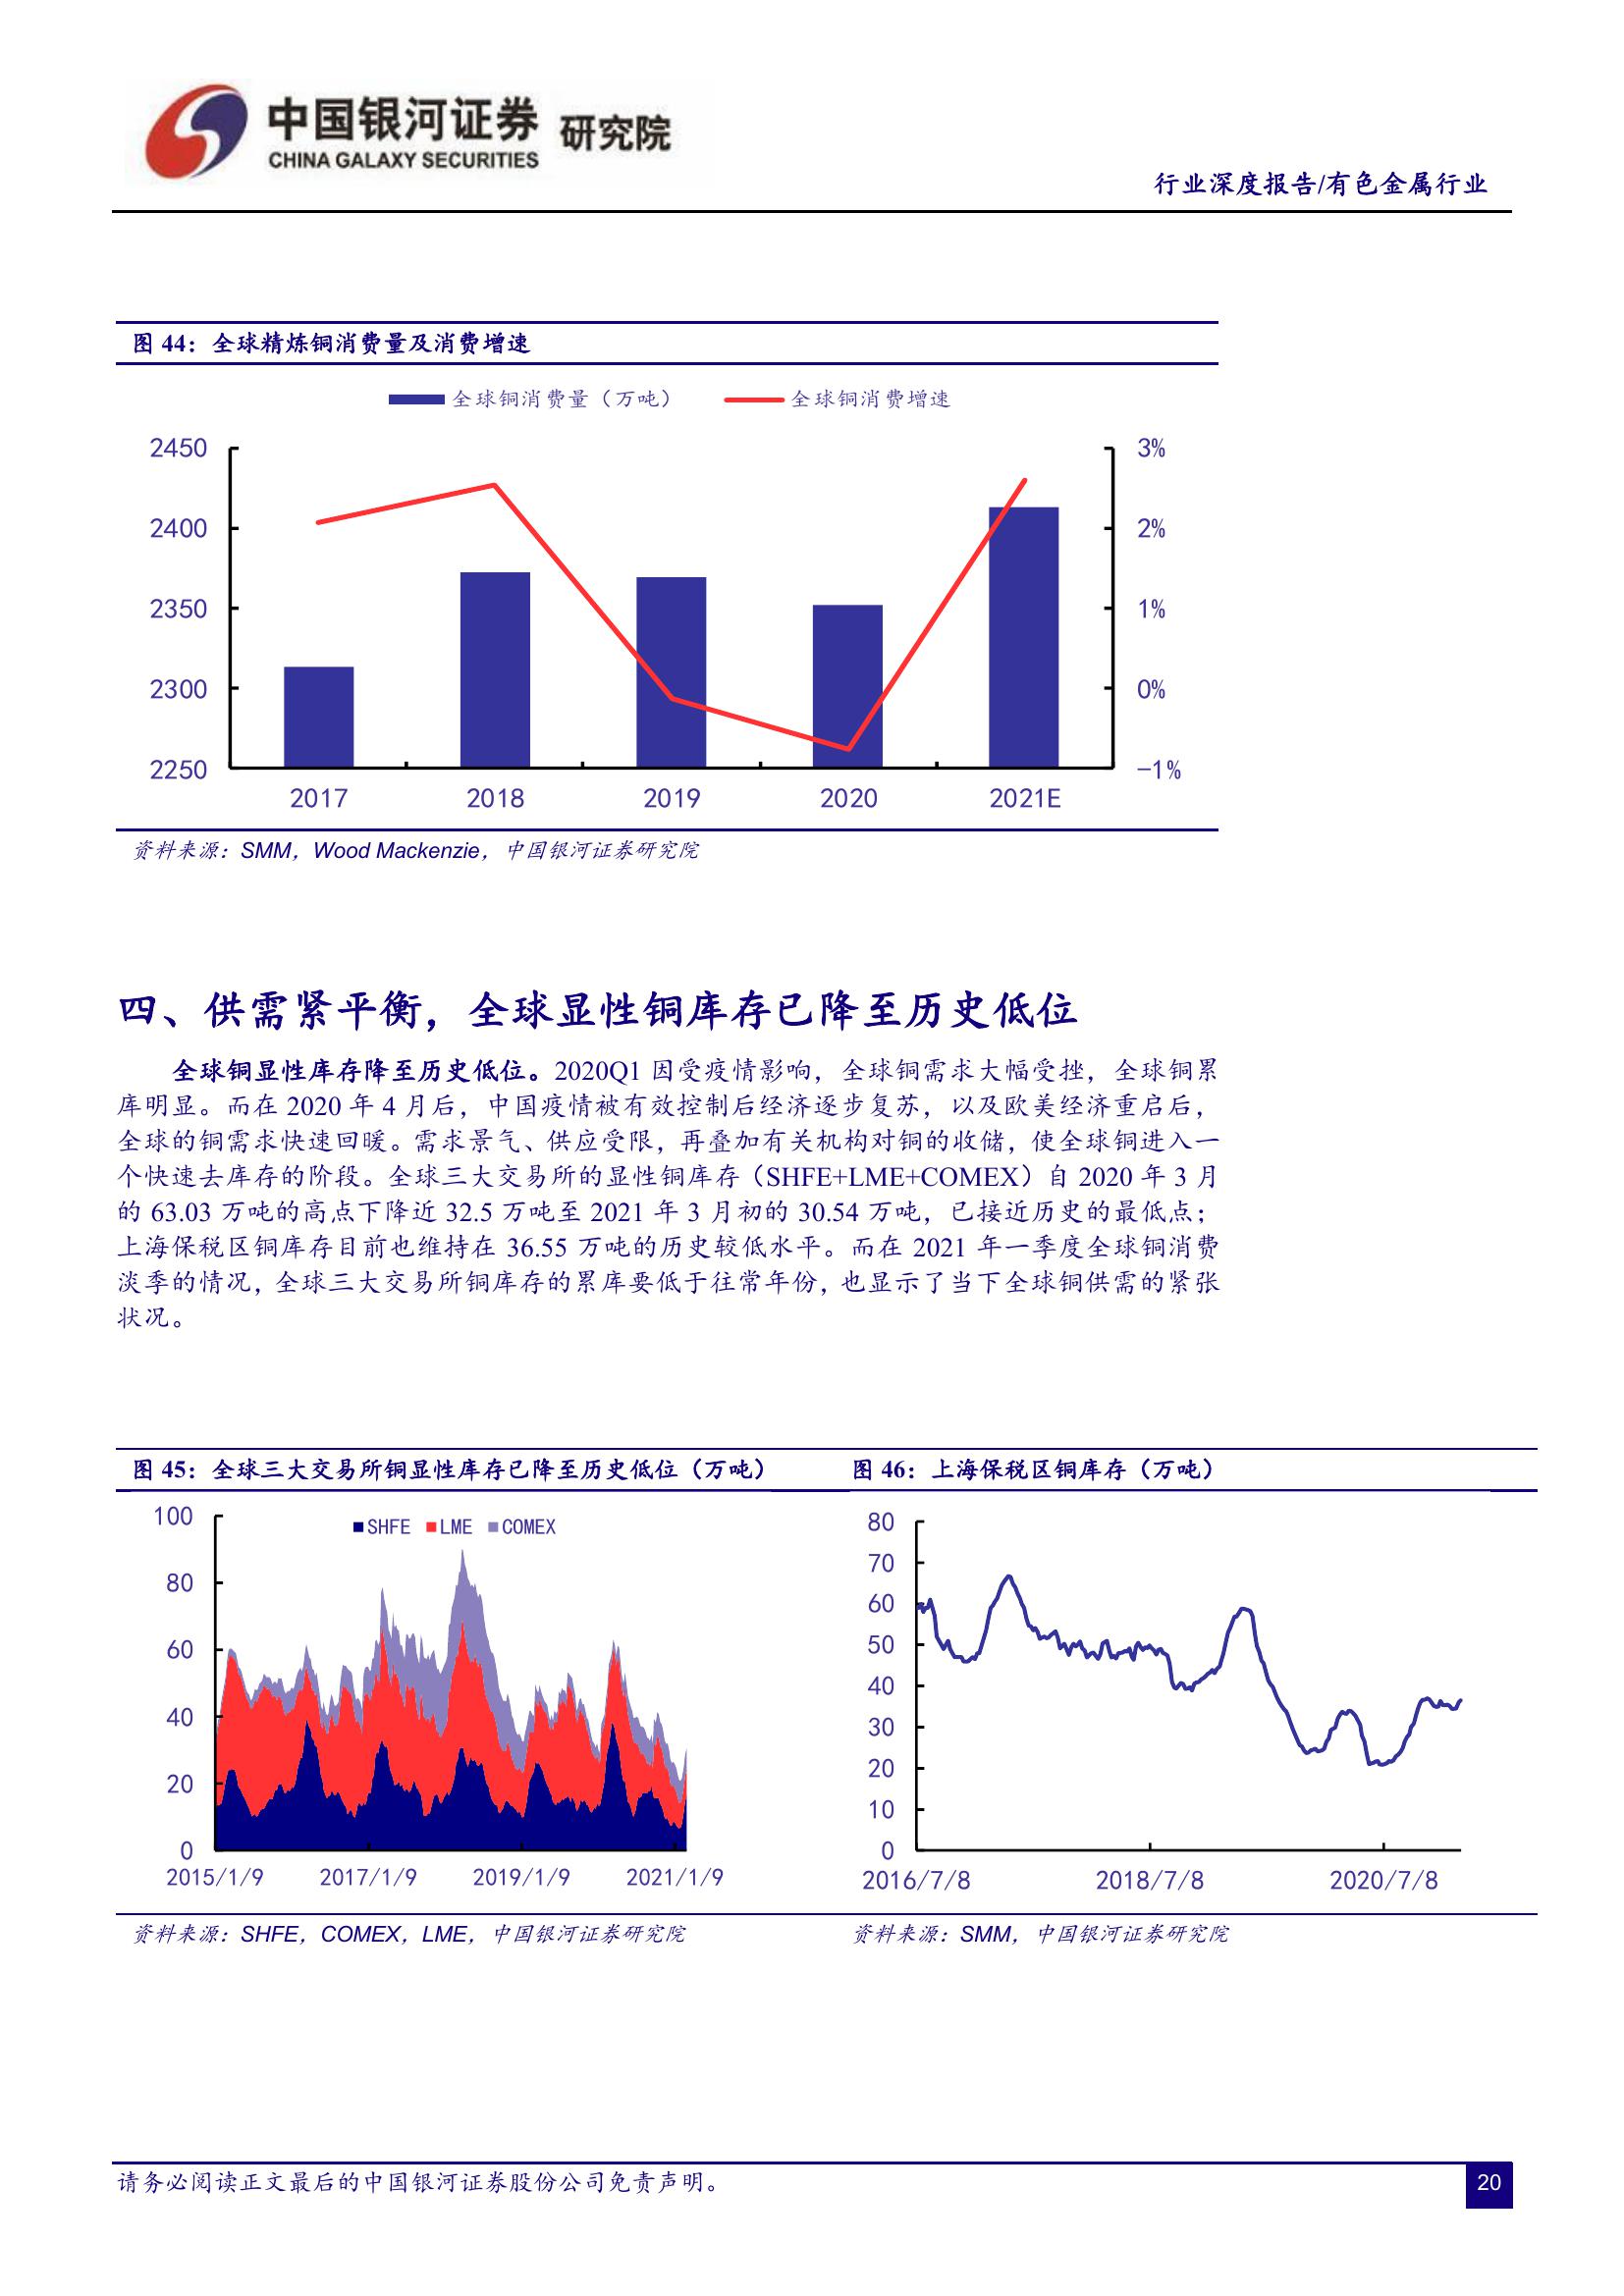 中国银河证券 研究院
CHINA GALAXY SECURITIES
行业深度报告/有色金属行业
图 44：全球精炼铜消费量及消费增速
全球铜消费量（万吨） 全球铜消费增速
2450 3%
2400 2%
2350 1%
2300 0%
2250 -1%
2017 2018 2019 2020 2021E
资料来源：SMM，Wood Mackenzie，中国银河证券研究院
四、供需紧平衡，全球显性铜库存已降至历史低位
全球铜显性库存降至历史低位。2020Q1 因受疫情影响，全球铜需求大幅受挫，全球铜累
库明显。而在 2020 年 4 月后，中国疫情被有效控制后经济逐步复苏，以及欧美经济重启后，
全球的铜需求快速回暖。需求景气、供应受限，再叠加有关机构对铜的收储，使全球铜进入一
个快速去库存的阶段。全球三大交易所的显性铜库存（SHFE+LME+COMEX）自 2020 年 3 月
的 63.03 万吨的高点下降近 32.5 万吨至 2021 年 3 月初的 30.54 万吨，已接近历史的最低点；
上海保税区铜库存目前也维持在 36.55 万吨的历史较低水平。而在 2021 年一季度全球铜消费
淡季的情况，全球三大交易所铜库存的累库要低于往常年份，也显示了当下全球铜供需的紧张
状况。
图 45：全球三大交易所铜显性库存已降至历史低位（万吨）
SHFE LME COMEX
100
80
60
40
20
0
2015/1/9 2017/1/9 2019/1/9 2021/1/9
资料来源：SHFE，COMEX，LME，中国银河证券研究院
图 46：上海保税区铜库存（万吨）
80
70
60
50
40
30
20
10
0
2016/7/8 2018/7/8 2020/7/8
资料来源：SMM，中国银河证券研究院
请务必阅读正文最后的中国银河证券股份公司免责声明。
20